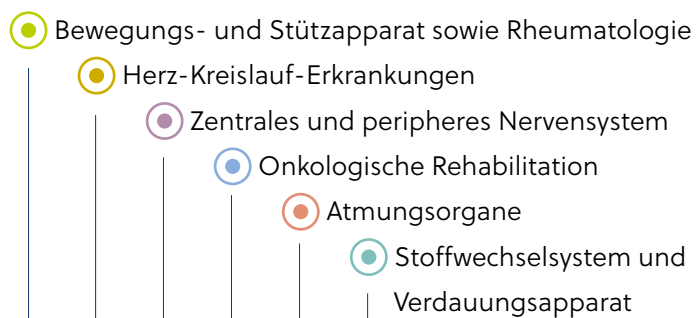 Bewegungs- und Stützapparat sowie Rheumatologie
Herz-Kreislauf-Erkrankungen
Zentrales und peripheres Nervensystem
Onkologische Rehabilitation
Atmungsorgane
Stoffwechselsystem und
Verdauungsapparat